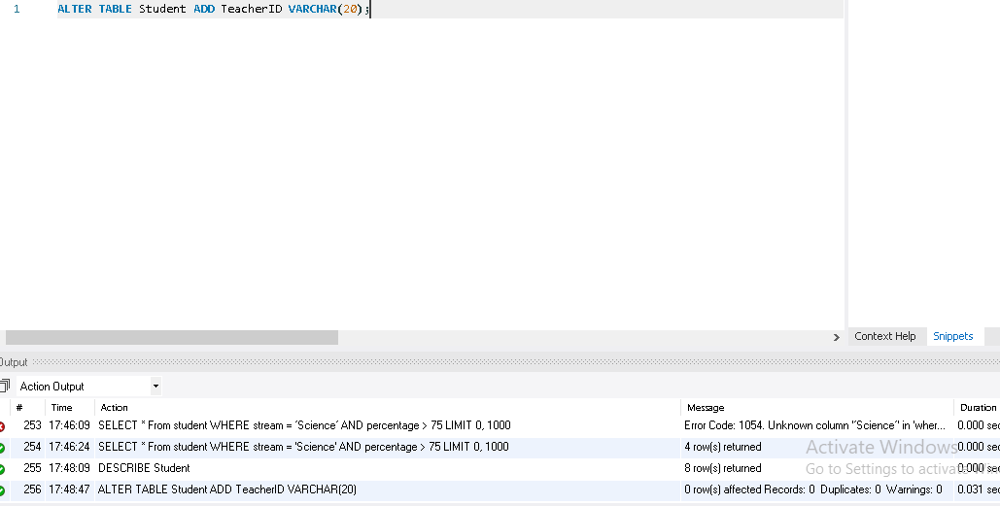 1 ALTER TABLE Student ADD TeacherID VARCHAR(20);
Context Help Snippets
Output
Action Output
# Time Action Message Duration
253 17:46:09 SELECT * From student WHERE stream = ´Science´ AND percentage > 75 LIMIT 0, 1000 Error Code: 1054. Unknown column '´Science´' in 'wher... 0.000 sec
254 17:46:24 SELECT * From student WHERE stream = 'Science' AND percentage > 75 LIMIT 0, 1000 4 row(s) returned 0.000 sec
255 17:48:09 DESCRIBE Student 8 row(s) returned 0.000 sec
256 17:48:47 ALTER TABLE Student ADD TeacherID VARCHAR(20) 0 row(s) affected Records: 0 Duplicates: 0 Warnings: 0 0.031 sec
Activate Windows
Go to Settings to activate